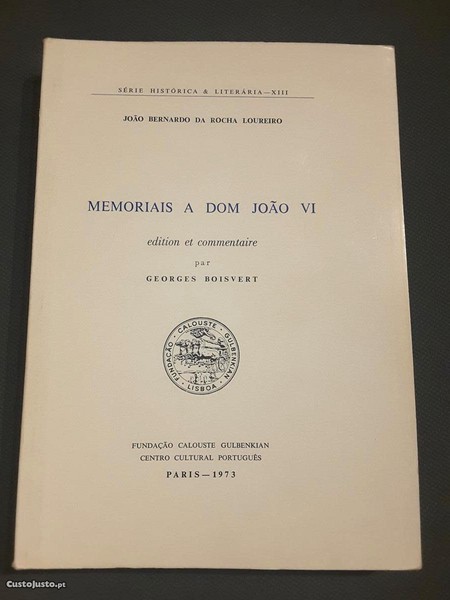 SÉRIE HISTÓRICA & LITERÁRIA—XIII
JOÃO BERNARDO DA ROCHA LOUREIRO
MEMORIAIS A DOM JOÃO VI
edition et commentaire
par
GEORGES BOISVERT
FUNDAÇÃO CALOUSTE GULBENKIAN
LISBOA
FUNDAÇÃO CALOUSTE GULBENKIAN
CENTRO CULTURAL PORTUGUÊS
PARIS—1973
CustoJusto.pt